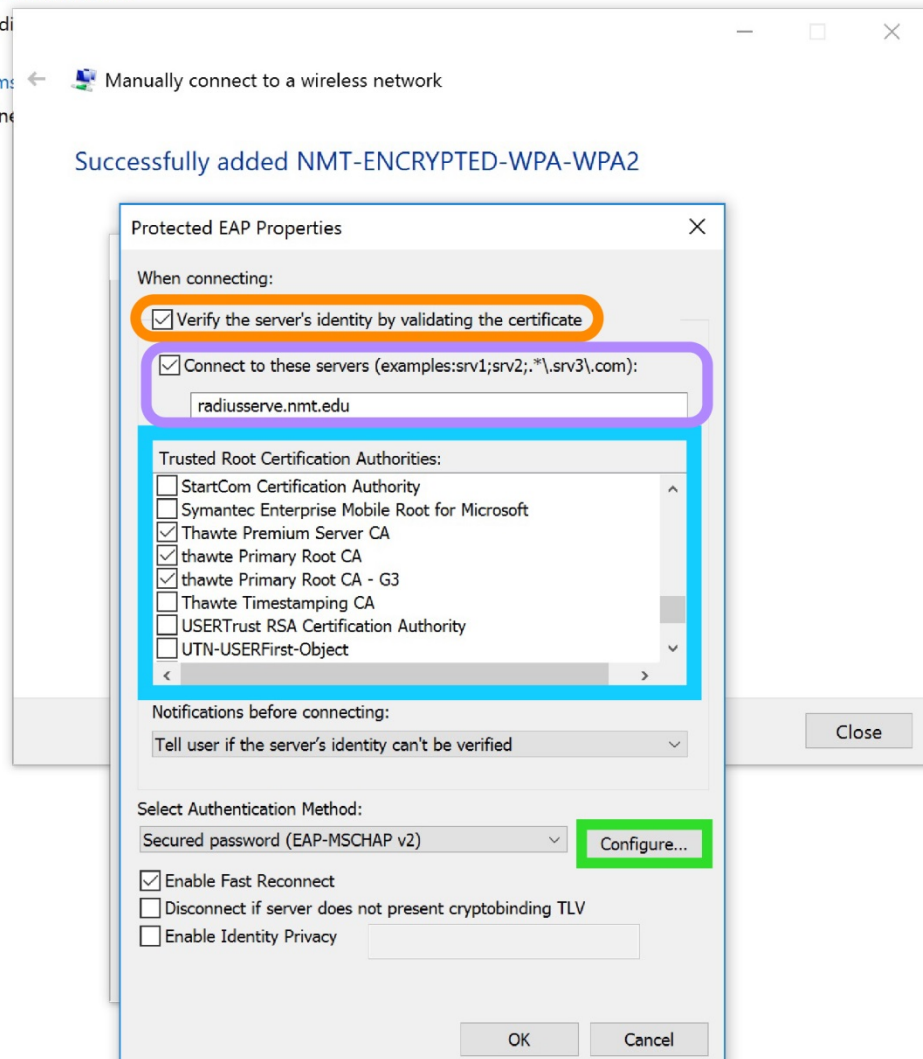 di
Manually connect to a wireless network
Successfully added NMT-ENCRYPTED-WPA-WPA2
Protected EAP Properties
When connecting:
Verify the server's identity by validating the certificate
Connect to these servers (examples:srv1;srv2;.*\.srv3\.com):
radiusserve.nmt.edu
Trusted Root Certification Authorities:
StartCom Certification Authority
Symantec Enterprise Mobile Root for Microsoft
Thawte Premium Server CA
thawte Primary Root CA
thawte Primary Root CA - G3
Thawte Timestamping CA
USERTrust RSA Certification Authority
UTN-USERFirst-Object
Notifications before connecting:
Tell user if the server's identity can't be verified
Close
Select Authentication Method:
Secured password (EAP-MSCHAP v2)
Configure...
Enable Fast Reconnect
Disconnect if server does not present cryptobinding TLV
Enable Identity Privacy
OK Cancel